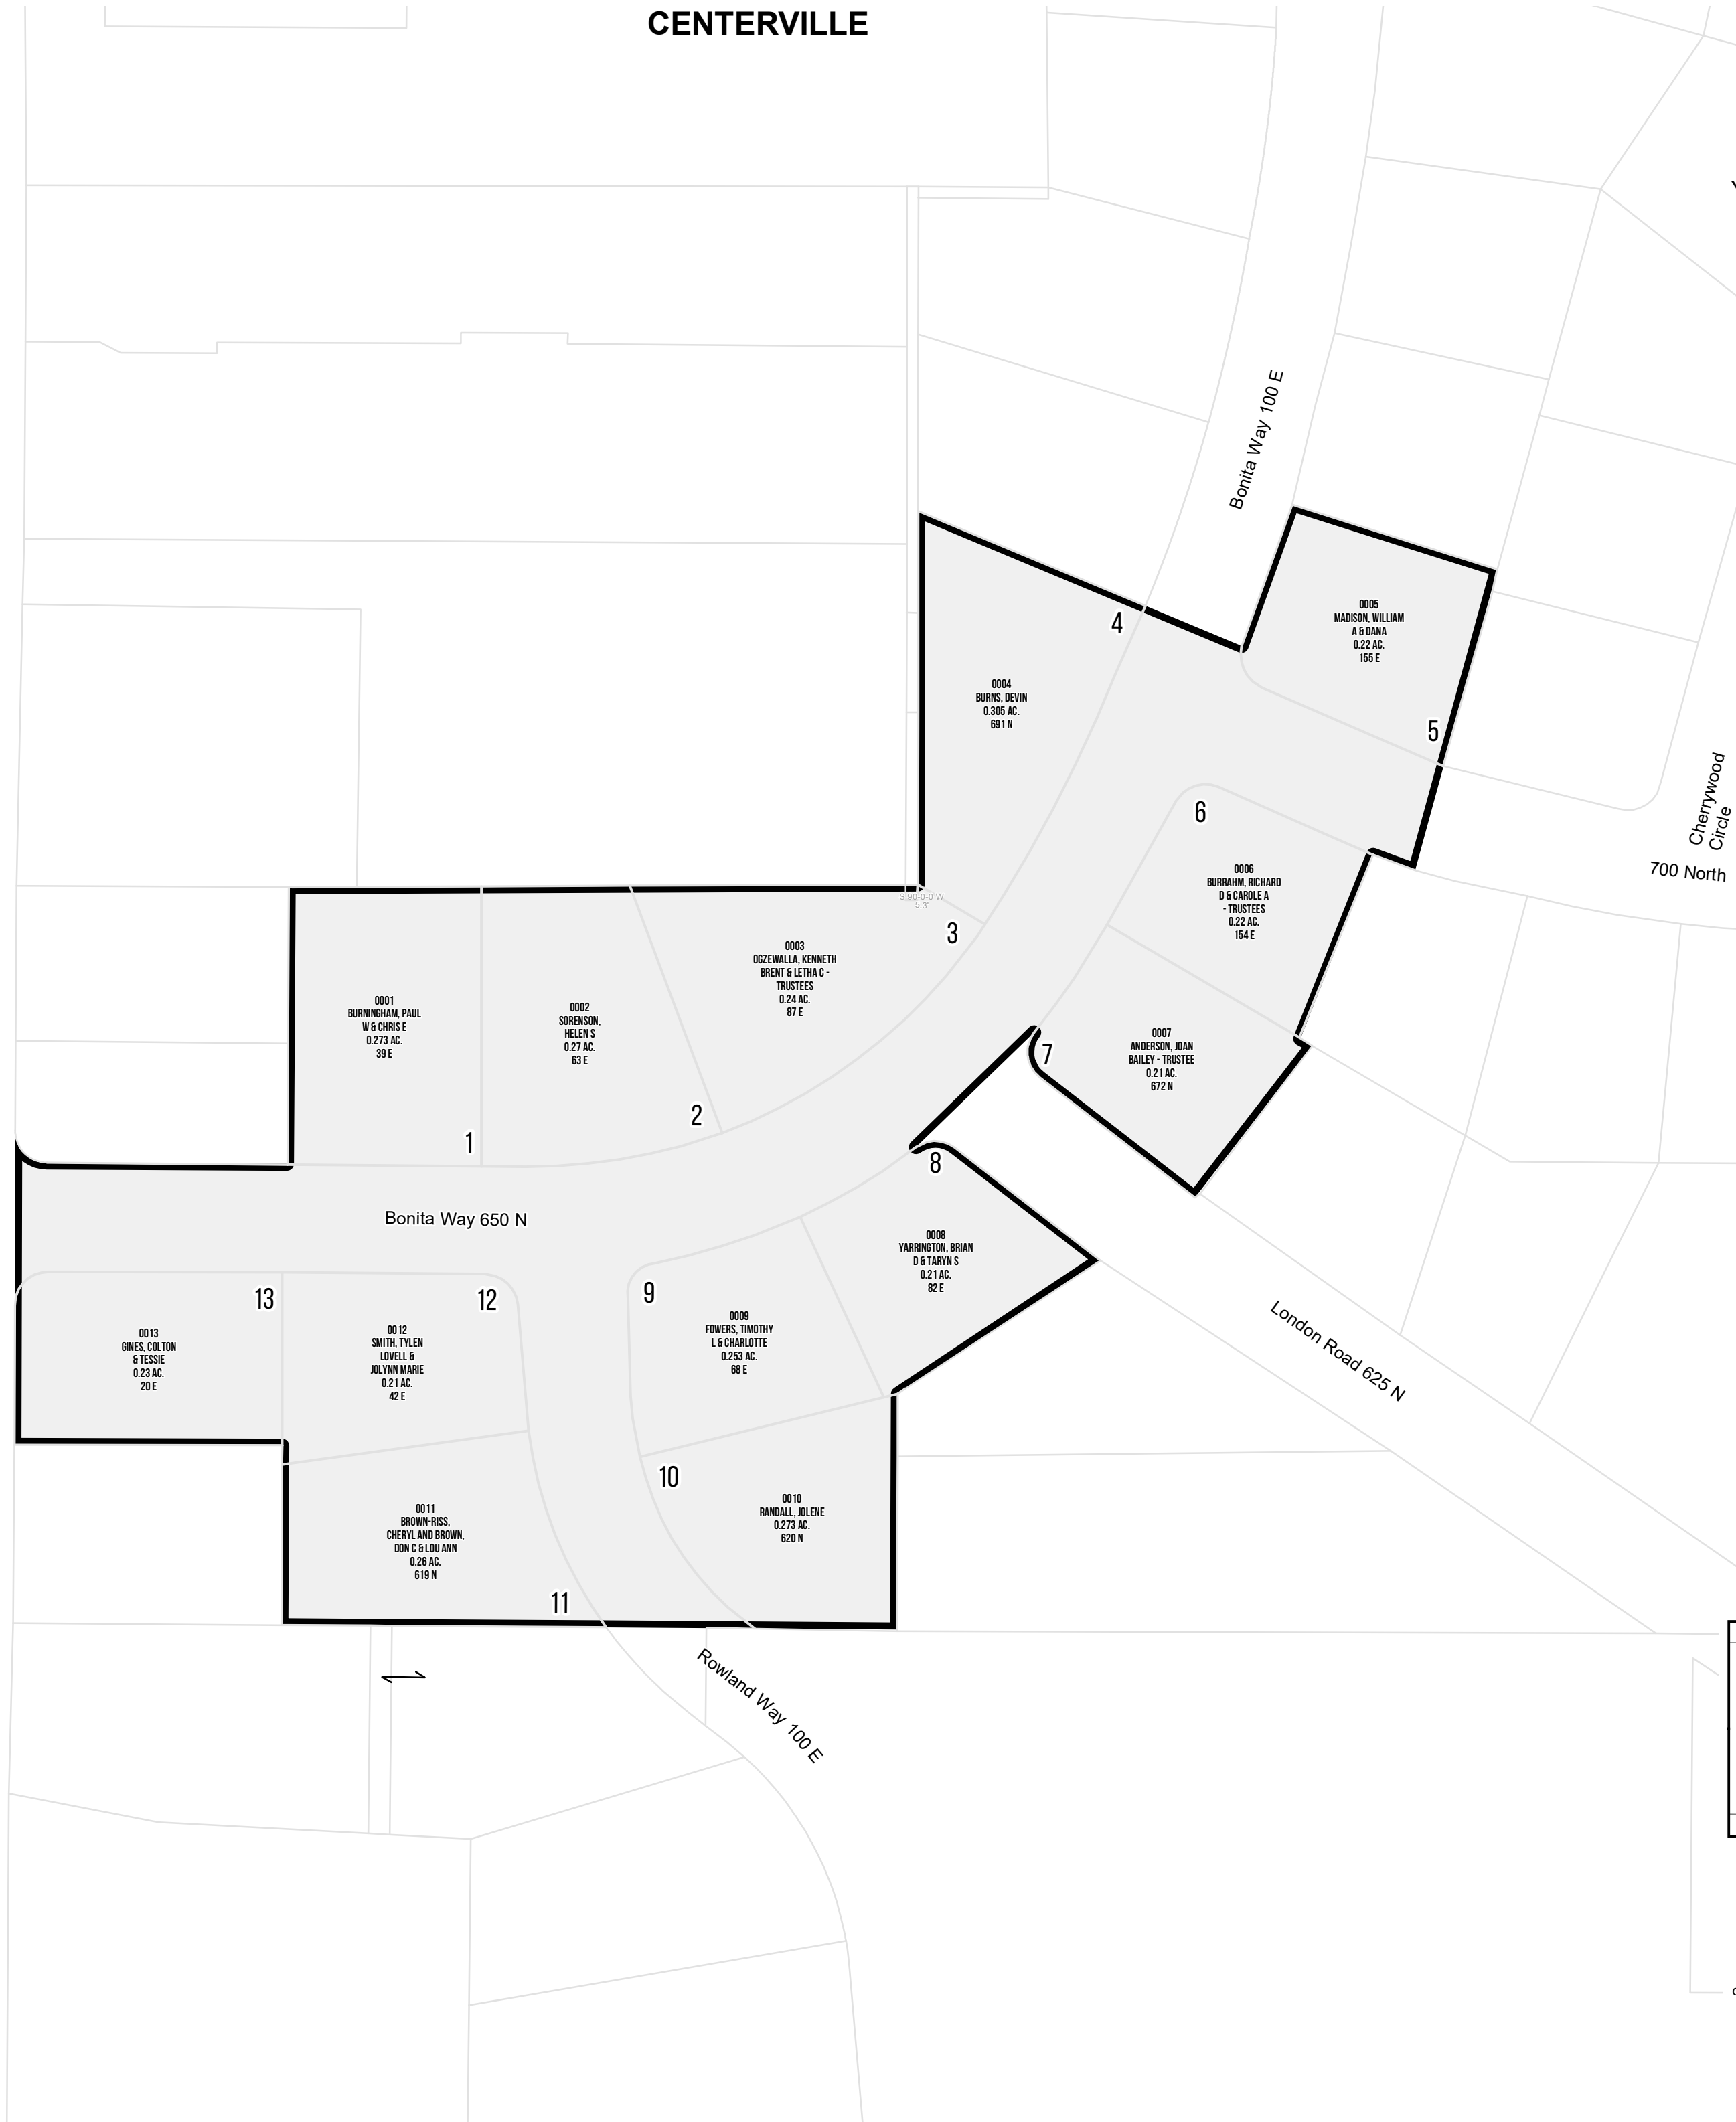 CENTERVILLE
Bonita Way 100 E
4
0005
MADISON, WILLIAM
A & DANA
0.22 AC.
155 E
5
0004
BURNS, DEVIN
0.305 AC.
691 N
6
Cherrywood
Circle
700 North
0006
BURRAHM, RICHARD
D & CAROLE A
- TRUSTEES
0.22 AC.
154 E
S 90-0-0 W
5.3'
3
0003
OGZEWALLA, KENNETH
BRENT & LETHA C -
TRUSTEES
0.24 AC.
87 E
0001
BURNINGHAM, PAUL
W & CHRIS E
0.273 AC.
39 E
1
0002
SORENSON,
HELEN S
0.27 AC.
63 E
2
7
0007
ANDERSON, JOAN
BAILEY - TRUSTEE
0.21 AC.
672 N
8
0008
YARRINGTON, BRIAN
D & TARYN S
0.21 AC.
82 E
Bonita Way 650 N
13
0013
GINES, COLTON
& TESSIE
0.23 AC.
20 E
12
0012
SMITH, TYLEN
LOVELL &
JOLYNN MARIE
0.21 AC.
42 E
9
0009
FOWERS, TIMOTHY
L & CHARLOTTE
0.253 AC.
68 E
London Road 625 N
10
0010
RANDALL, JOLENE
0.273 AC.
620 N
0011
BROWN-RISS,
CHERYL AND BROWN,
DON C & LOU ANN
0.26 AC.
619 N
11
Rowland Way 100 E